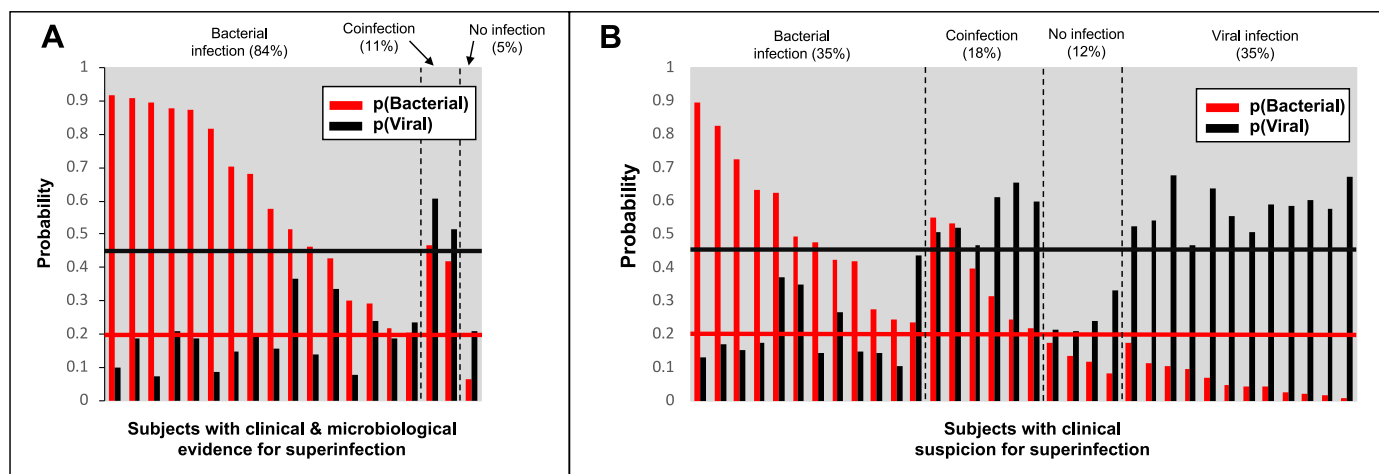 A
Bacterial
infection (84%)
Coinfection
(11%)
No infection
(5%)
1
0.9
0.8
0.7
0.6
0.5
0.4
0.3
0.2
0.1
0
Probability
p(Bacterial)
p(Viral)
Subjects with clinical & microbiological
evidence for superinfection
B
Bacterial
infection (35%)
Coinfection
(18%)
No infection
(12%)
Viral infection
(35%)
1
0.9
0.8
0.7
0.6
0.5
0.4
0.3
0.2
0.1
0
Probability
p(Bacterial)
p(Viral)
Subjects with clinical
suspicion for superinfection